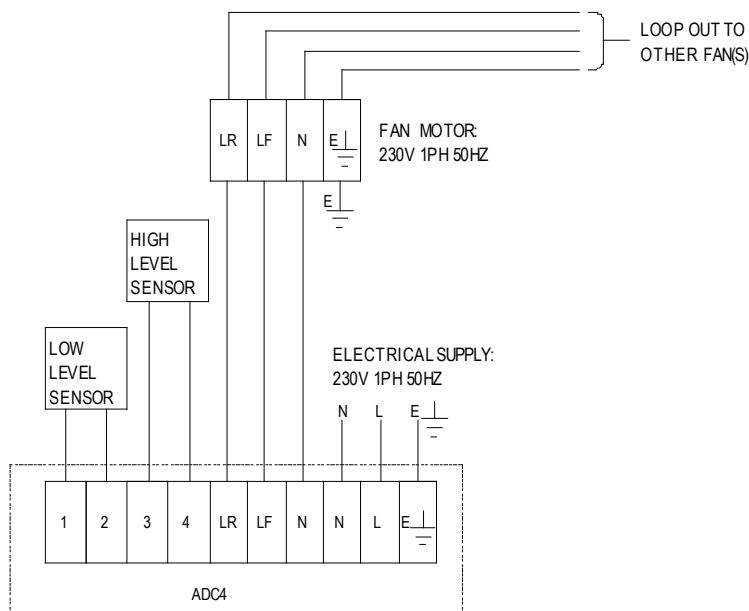 LOOP OUT TO
OTHER FAN(S)
LR LF N E
FAN MOTOR:
230V 1PH 50HZ
E
HIGH
LEVEL
SENSOR
LOW
LEVEL
SENSOR
ELECTRICAL SUPPLY:
230V 1PH 50HZ
N L E
1 2 3 4 LR LF N N L E
ADC4